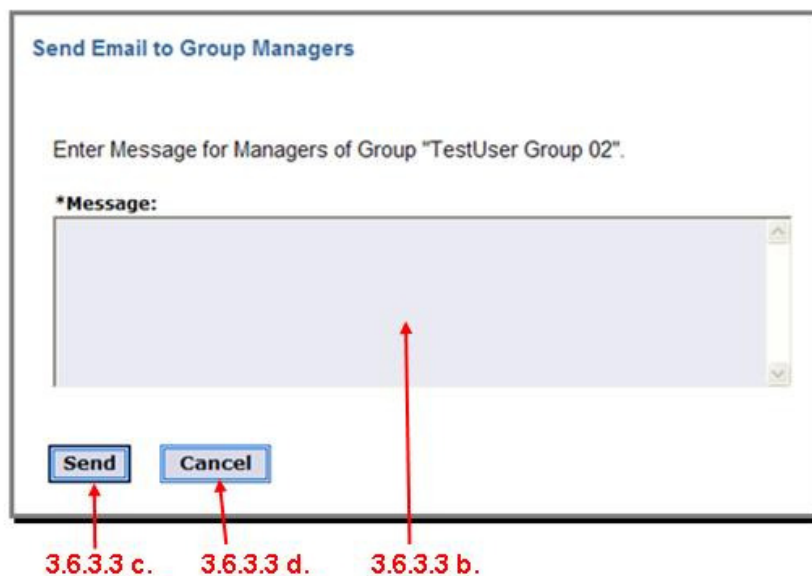 Send Email to Group Managers
Enter Message for Managers of Group "TestUser Group 02".
*Message:
Send Cancel
3.6.3.3 c. 3.6.3.3 d. 3.6.3.3 b.